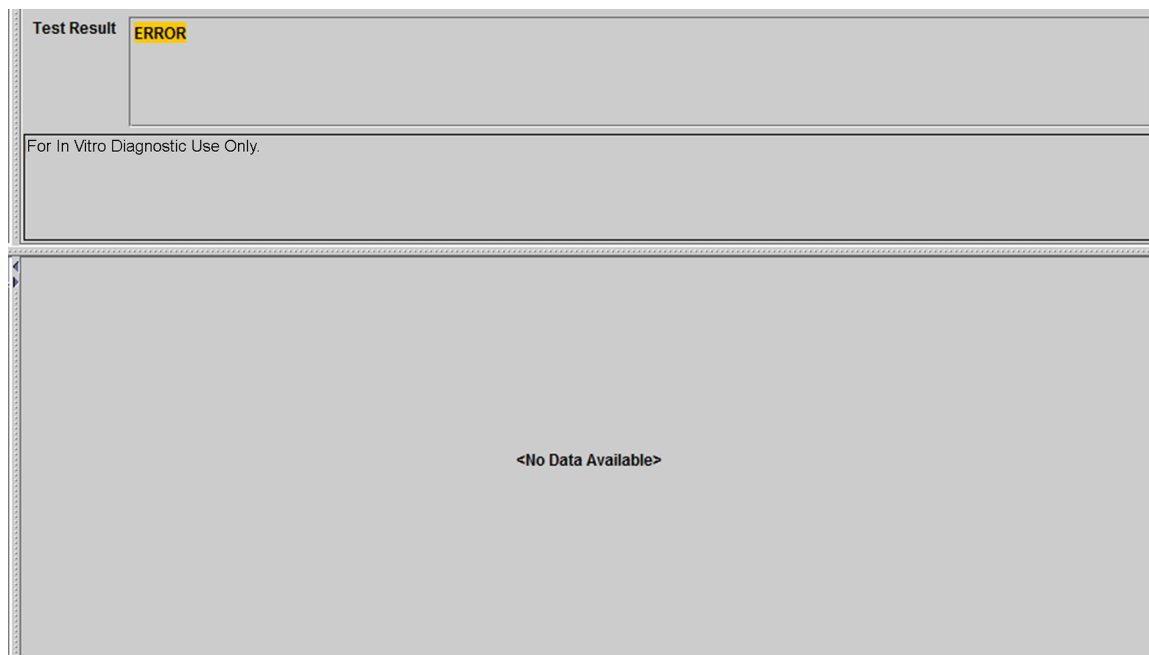 Test Result
ERROR
For In Vitro Diagnostic Use Only.
<No Data Available>